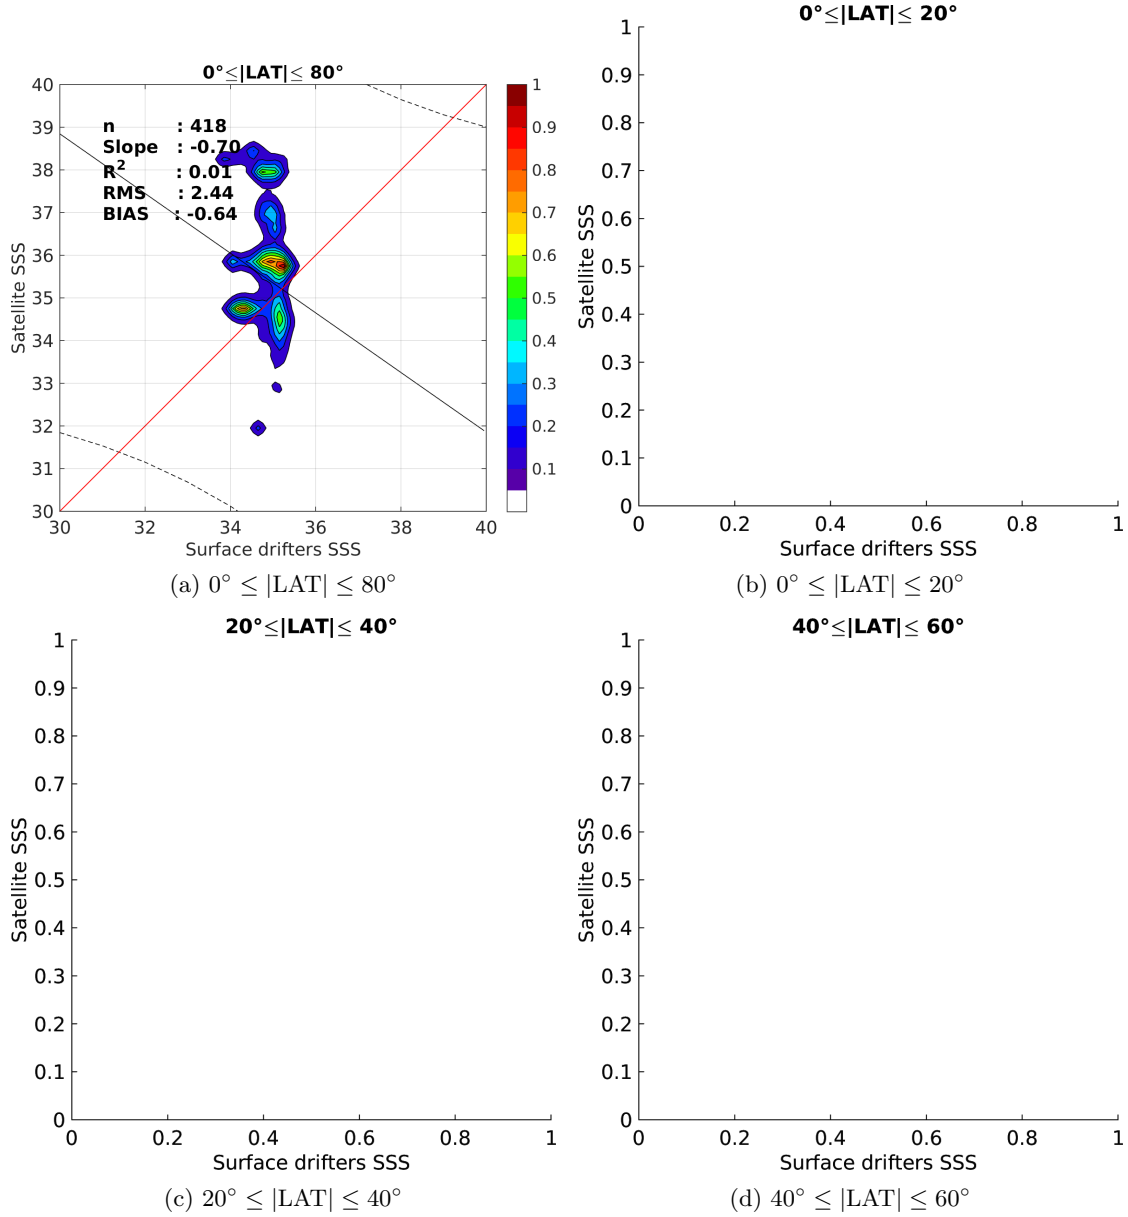 0°≤|LAT|≤ 80°
40
39
38
37
36
35
34
33
32
31
30
Satellite SSS
n : 418
Slope : -0.70
R2 : 0.01
RMS : 2.44
BIAS : -0.64
30 32 34 36 38 40
Surface drifters SSS
1
0.9
0.8
0.7
0.6
0.5
0.4
0.3
0.2
0.1
(a) 0° ≤ |LAT| ≤ 80°
0°≤|LAT|≤ 20°
1
0.9
0.8
0.7
0.6
0.5
0.4
0.3
0.2
0.1
0
Satellite SSS
0 0.2 0.4 0.6 0.8 1
Surface drifters SSS
(b) 0° ≤ |LAT| ≤ 20°
20°≤|LAT|≤ 40°
1
0.9
0.8
0.7
0.6
0.5
0.4
0.3
0.2
0.1
0
Satellite SSS
0 0.2 0.4 0.6 0.8 1
Surface drifters SSS
(c) 20° ≤ |LAT| ≤ 40°
40°≤|LAT|≤ 60°
1
0.9
0.8
0.7
0.6
0.5
0.4
0.3
0.2
0.1
0
Satellite SSS
0 0.2 0.4 0.6 0.8 1
Surface drifters SSS
(d) 40° ≤ |LAT| ≤ 60°